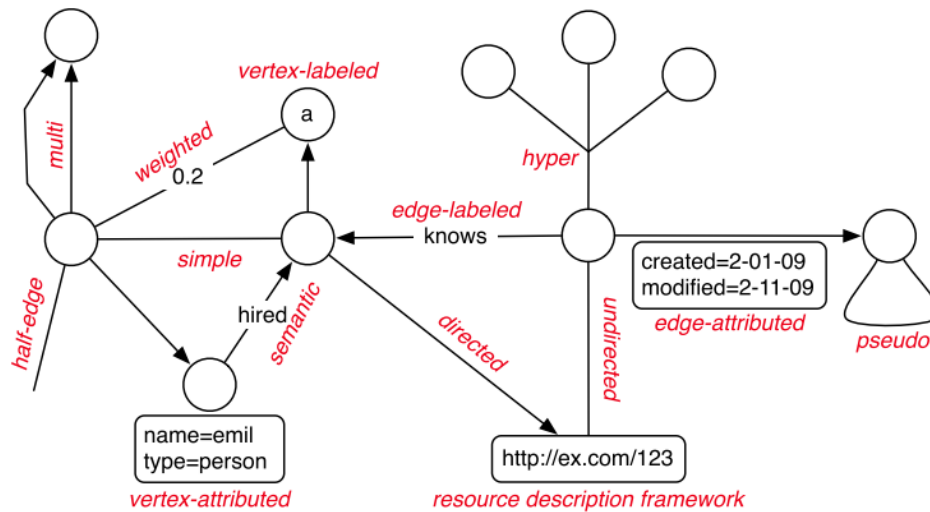 vertex-labeled
a
multi
weighted
0.2
hyper
edge-labeled
knows
simple
created=2-01-09
modified=2-11-09
edge-attributed
pseudo
half-edge
hired
semantic
directed
undirected
name=emil
type=person
vertex-attributed
http://ex.com/123
resource description framework